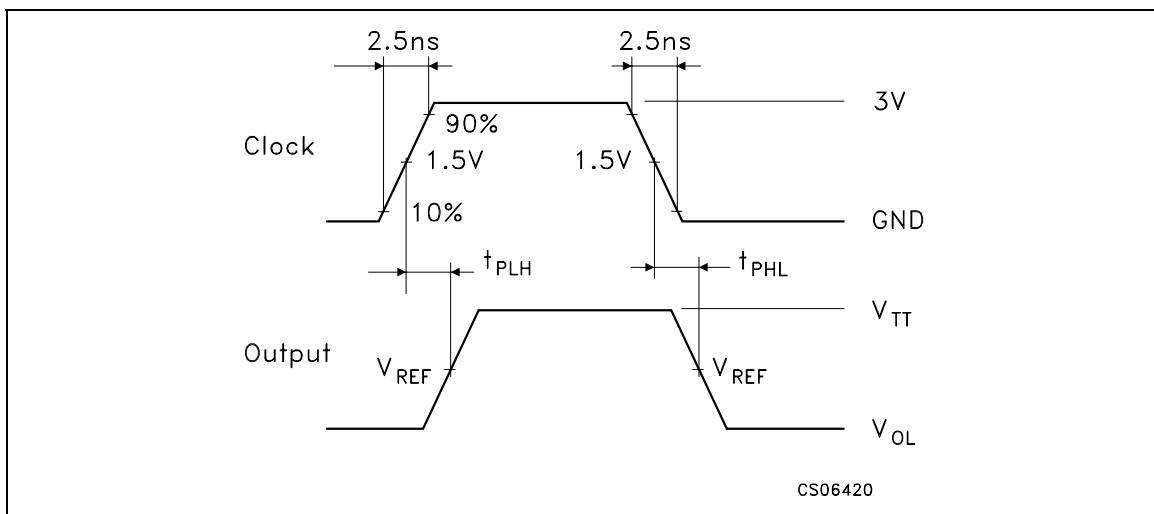 2.5ns 2.5ns
3V
90%
Clock 1.5V 1.5V
10%
GND
tPLH tPHL
VTT
Output VREF VREF
VOL
CS06420